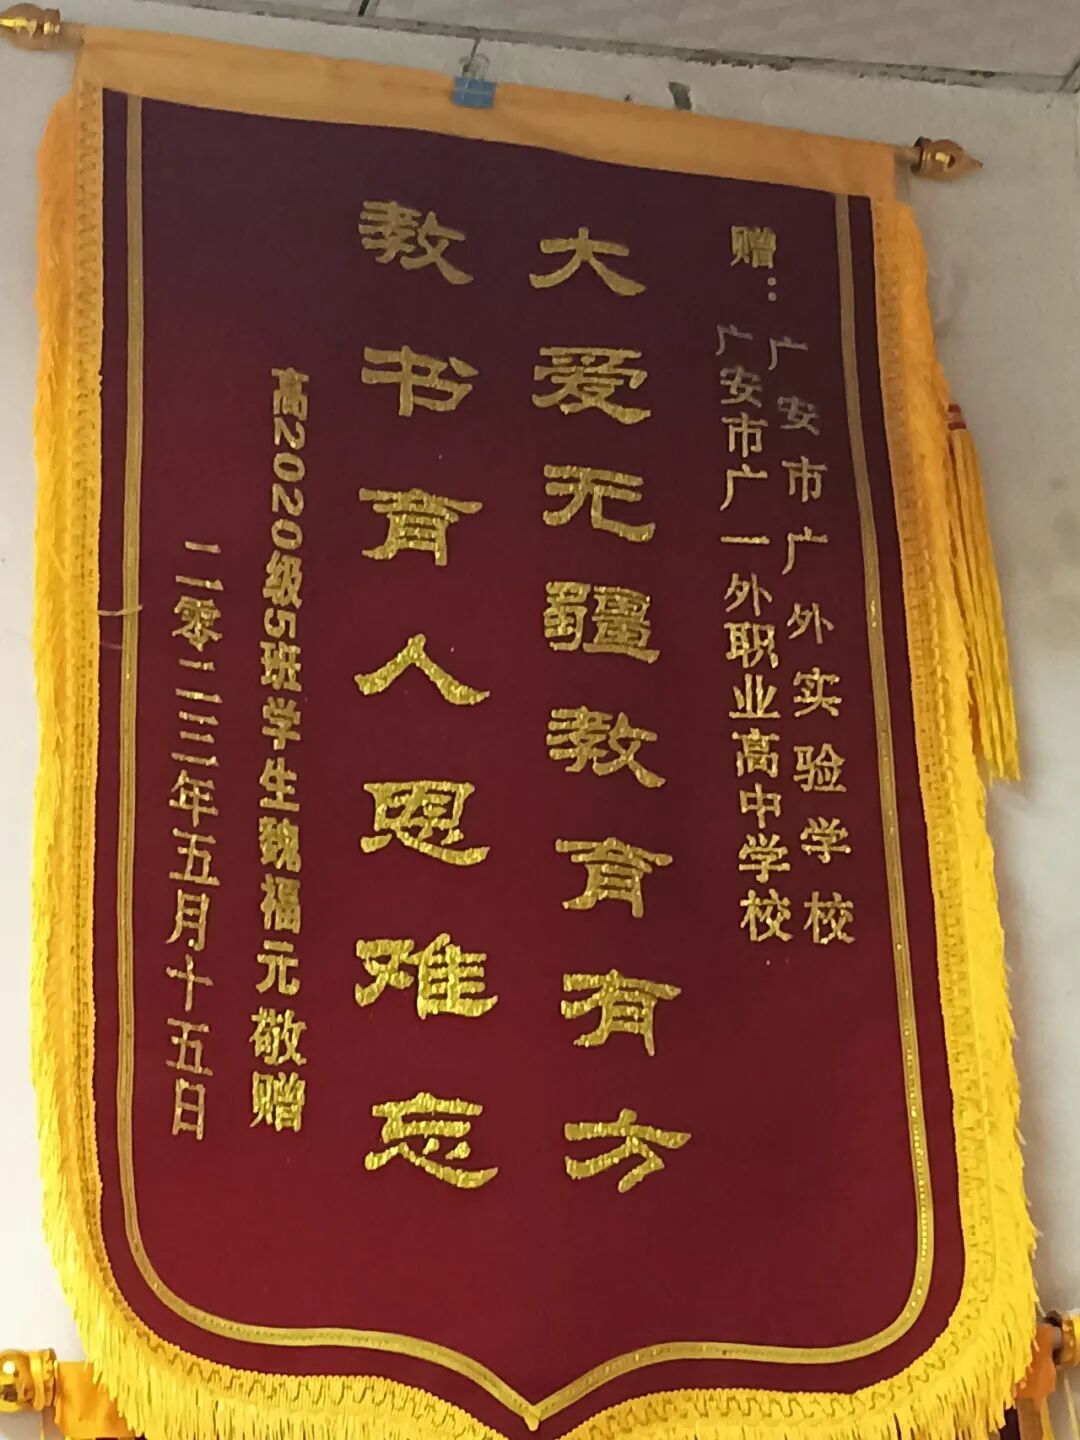 赠：
广安市广外实验学校
广安市广一外职业高中学校
大爱无疆教育有方
教书育人恩难忘
高2020级5班学生魏福元敬赠
二零二三年五月十五日